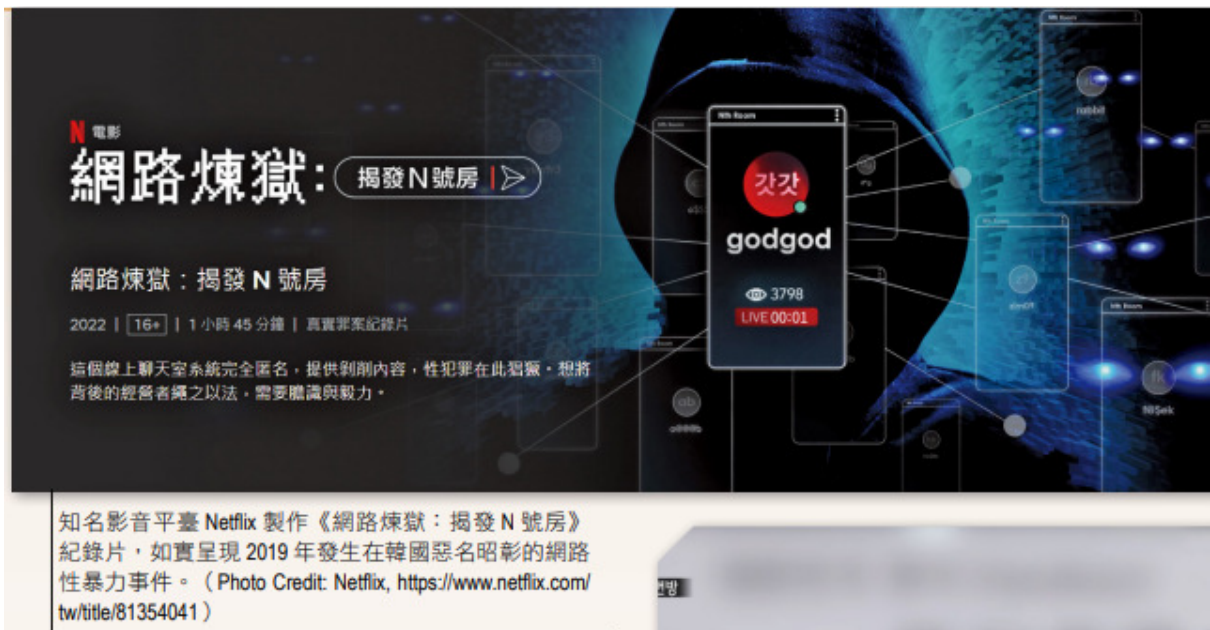 N 電影
網路煉獄：揭發N號房
網路煉獄：揭發 N 號房
2022 | 16+ | 1 小時 45 分鐘 | 真實罪案紀錄片
這個線上聊天室系統完全匿名，提供剝削內容，性犯罪在此猖獗。想將
背後的經營者繩之以法，需要膽識與毅力。
Nth Room
갓갓
godgod
3798
LIVE 00:01
Nth Room
rabbit
Nth Room
fk
ab
知名影音平臺 Netflix 製作《網路煉獄：揭發 N 號房》
紀錄片，如實呈現 2019 年發生在韓國惡名昭彰的網路
性暴力事件。（Photo Credit: Netflix, https://www.netflix.com/
tw/title/81354041）